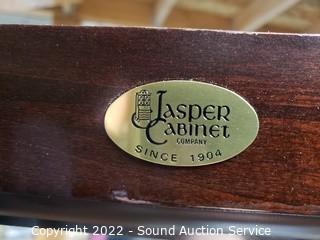 Jasper
Cabinet
COMPANY
SINCE 1904
Copyright 2022 - Sound Auction Service